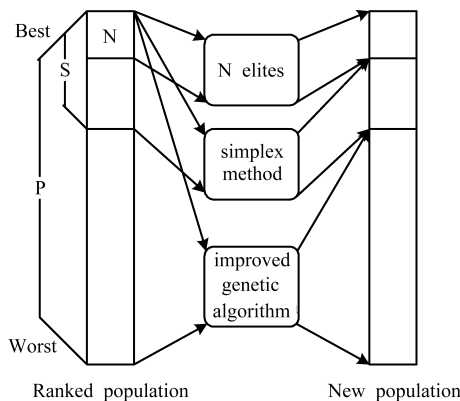 Best
N
S
N elites
simplex
method
P
improved
genetic
algorithm
Worst
Ranked population
New population